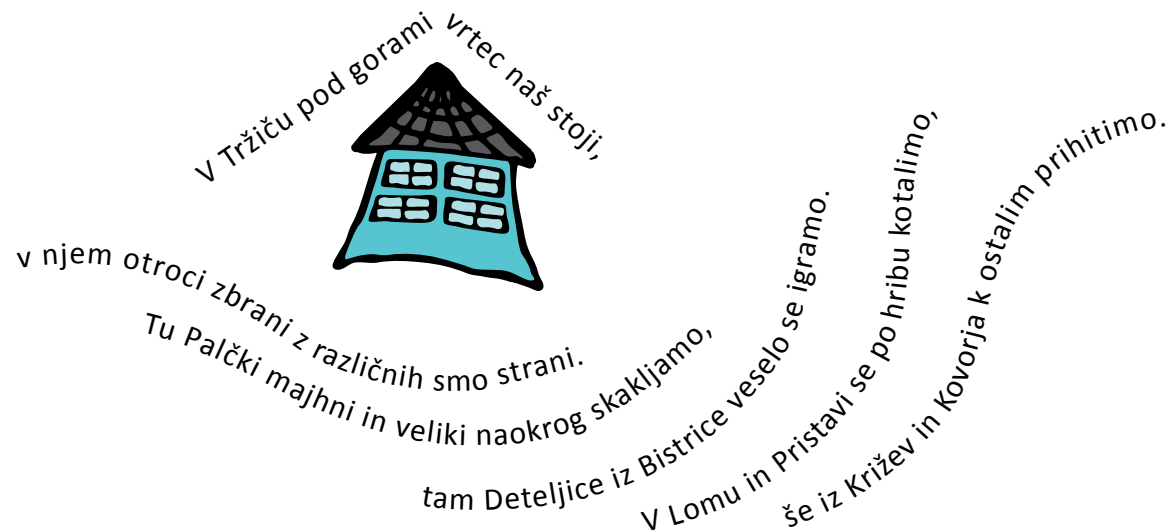 V Tržiču pod gorami vrtec naš stoji,
v njem otroci zbrani z različnih smo strani.
Tu Palčki majhni in veliki naokrog skakljamo,
tam Deteljice iz Bistrice veselo se igramo.
V Lomu in Pristavi se po hribu kotalimo,
še iz Križev in Kovorja k ostalim prihitimo.